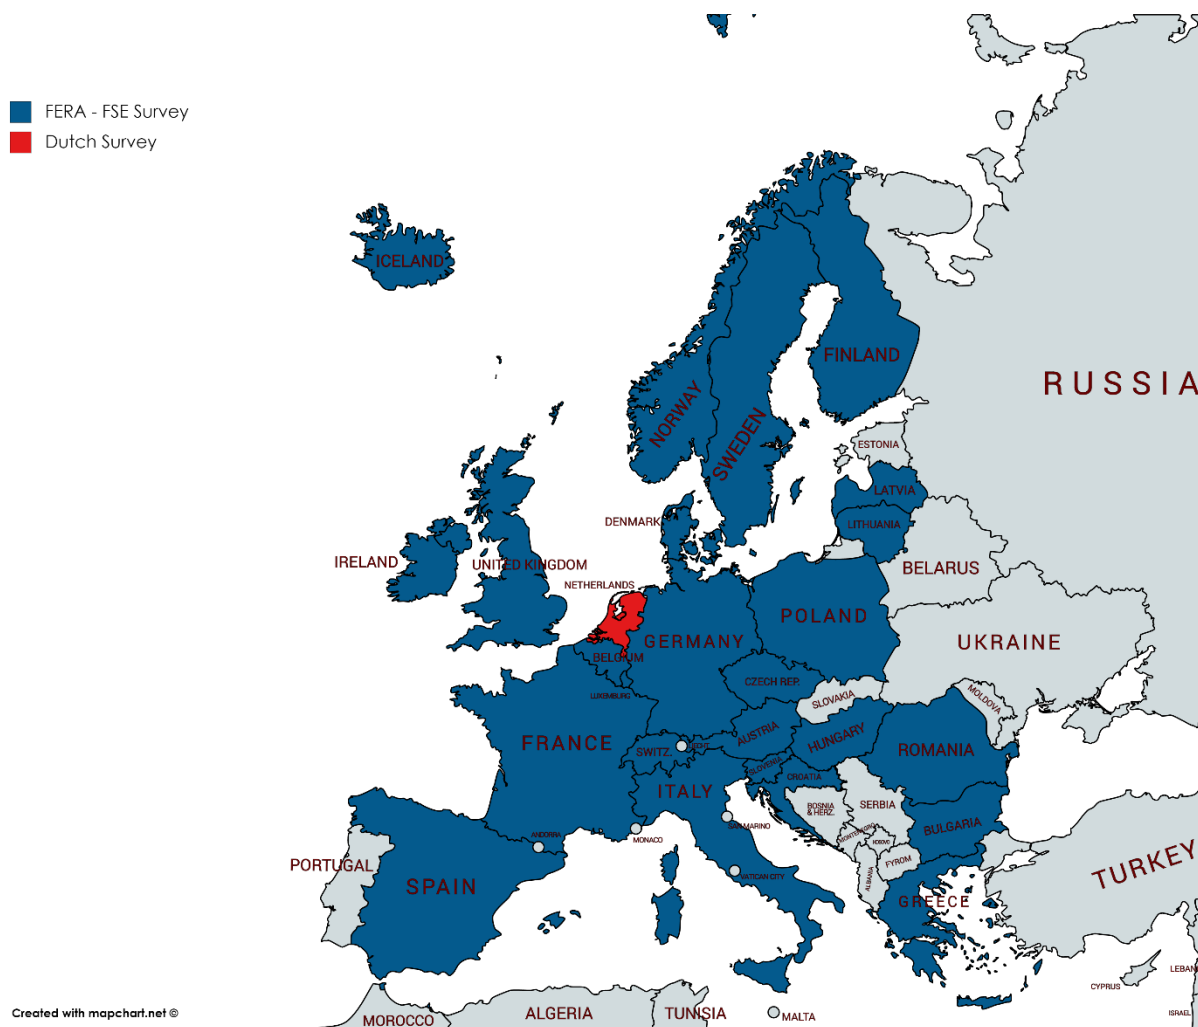 FERA - FSE Survey
Dutch Survey
ICELAND
FINLAND
RUSSIA
NORWAY
SWEDEN
ESTONIA
LATVIA
DENMARK
LITHUANIA
IRELAND
UNITED KINGDOM
BELARUS
NETHERLANDS
POLAND
GERMANY
UKRAINE
BELGIUM
CZECH REP.
LUXEMBURG
SLOVAKIA
MOLDOVA
FRANCE
SWITZ.
AUSTRIA
HUNGARY
ROMANIA
SLOVENIA
CROATIA
ITALY
BOSNIA
& HERZ.
SERBIA
SAN MARINO
BULGARIA
ANDORRA
MONACO
MONTENEGRO
KOSOVO
PORTUGAL
SPAIN
VATICAN CITY
FYROM
ALBANIA
TURKEY
GREECE
CYPRUS
LEBAN
ISRAEL
Created with mapchart.net ©
MOROCCO
ALGERIA
TUNISIA
MALTA